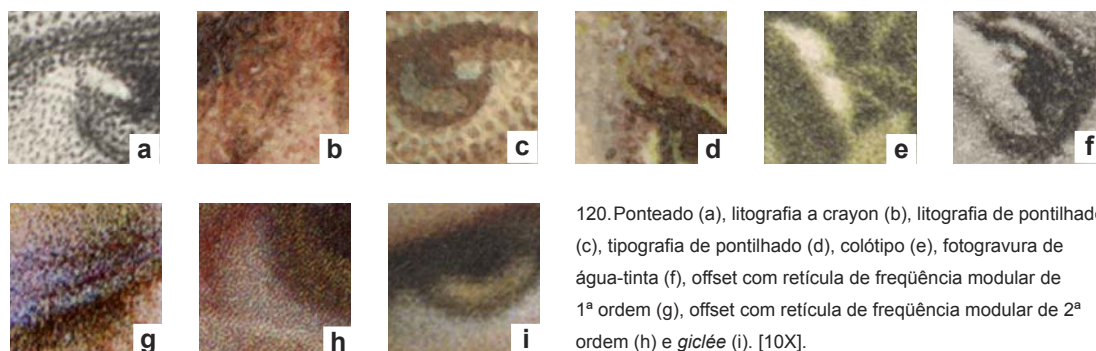 a b c d e f
g h i
120. Ponteado (a), litografia a crayon (b), litografia de pontilhado
(c), tipografia de pontilhado (d), colótipo (e), fotogravura de
água-tinta (f), offset com retícula de freqüência modular de
1ª ordem (g), offset com retícula de freqüência modular de 2ª
ordem (h) e giclée (i). [10X].